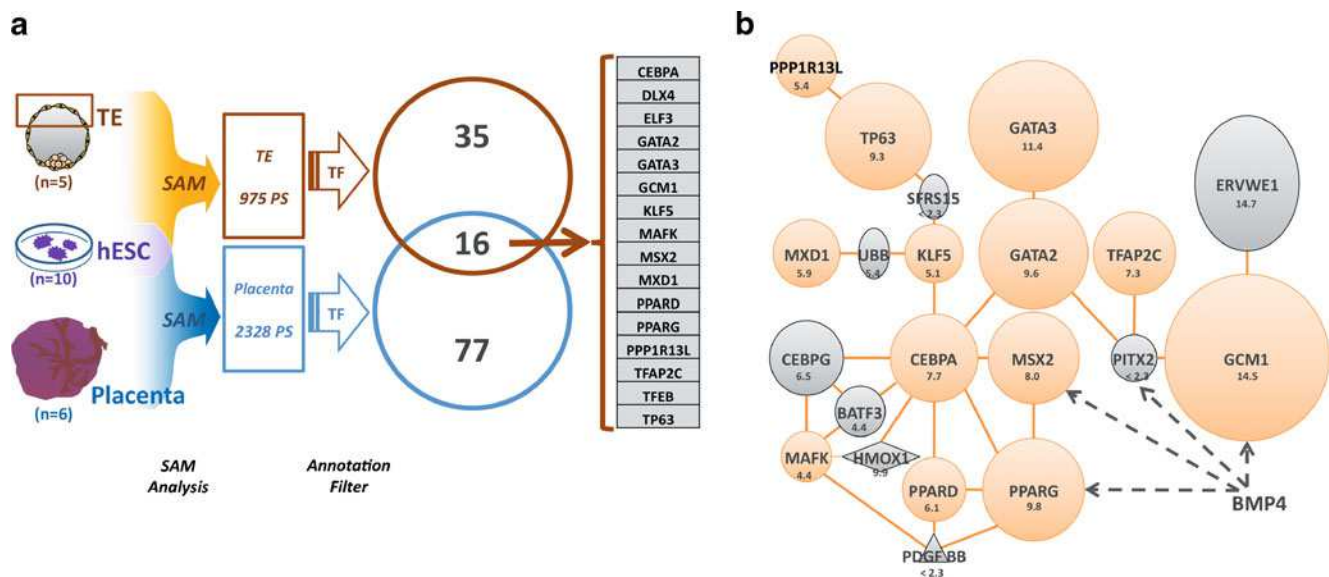 a
TE
(n=5)
hESC
(n=10)
Placenta
(n=6)
SAM
SAM
SAM
Analysis
TE
975 PS
Placenta
2328 PS
TF
TF
Annotation
Filter
35
16
77
CEBPA
DLX4
ELF3
GATA2
GATA3
GCM1
KLF5
MAFK
MSX2
MXD1
PPARD
PPARG
PPP1R13L
TFAP2C
TFEB
TP63
b
PPP1R13L
5.4
TP63
9.3
GATA3
11.4
ERVWE1
14.7
SFRS15
< 2.3
MXD1
5.9
UBB
5.4
KLF5
5.1
GATA2
9.6
TFAP2C
7.3
CEBPG
6.5
CEBPA
7.7
MSX2
8.0
PITX2
< 2.3
GCM1
14.5
BATF3
4.4
MAFK
4.4
HMOX1
9.9
PPARD
6.1
PPARG
9.8
BMP4
PDGF BB
< 2.3